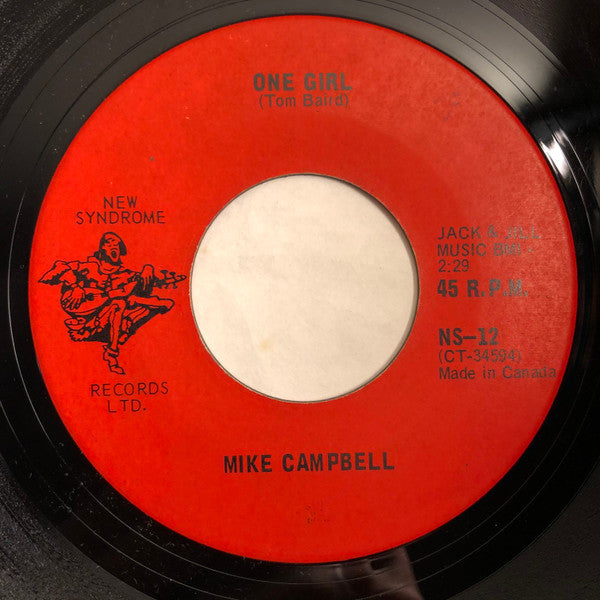 ONE GIRL
(Tom Baird)
NEW
SYNDROME
RECORDS
LTD.
JACK & JILL
MUSIC BMI -
2:29
45 R.P.M.
NS-12
(CT-34594)
Made in Canada
MIKE CAMPBELL